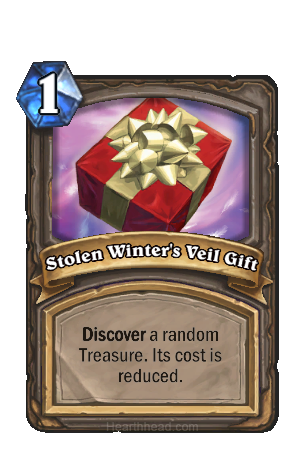 1
Stolen Winter's Veil Gift
Discover a random
Treasure. Its cost is
reduced.
Hearthhead.com